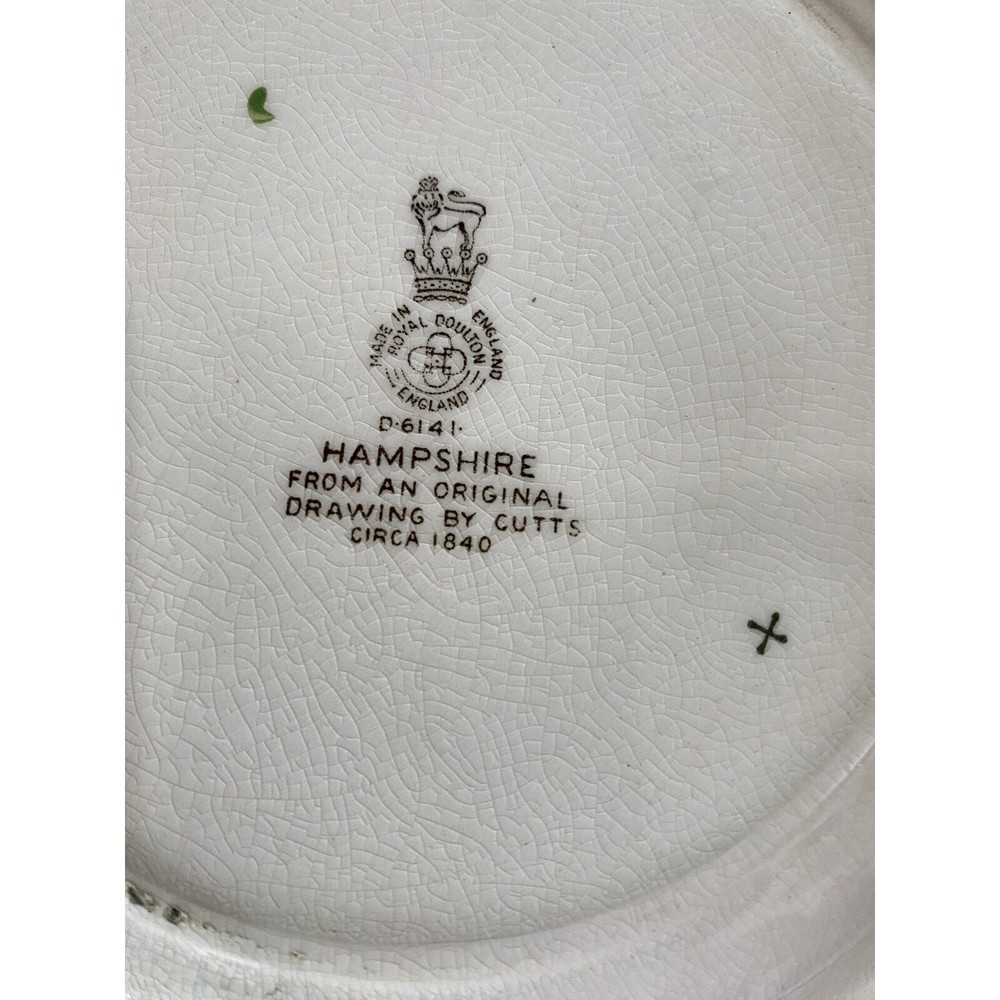 MADE IN ENGLAND
ROYAL DOULTON
ENGLAND
D·6141·
HAMPSHIRE
FROM AN ORIGINAL
DRAWING BY CUTTS
CIRCA 1840